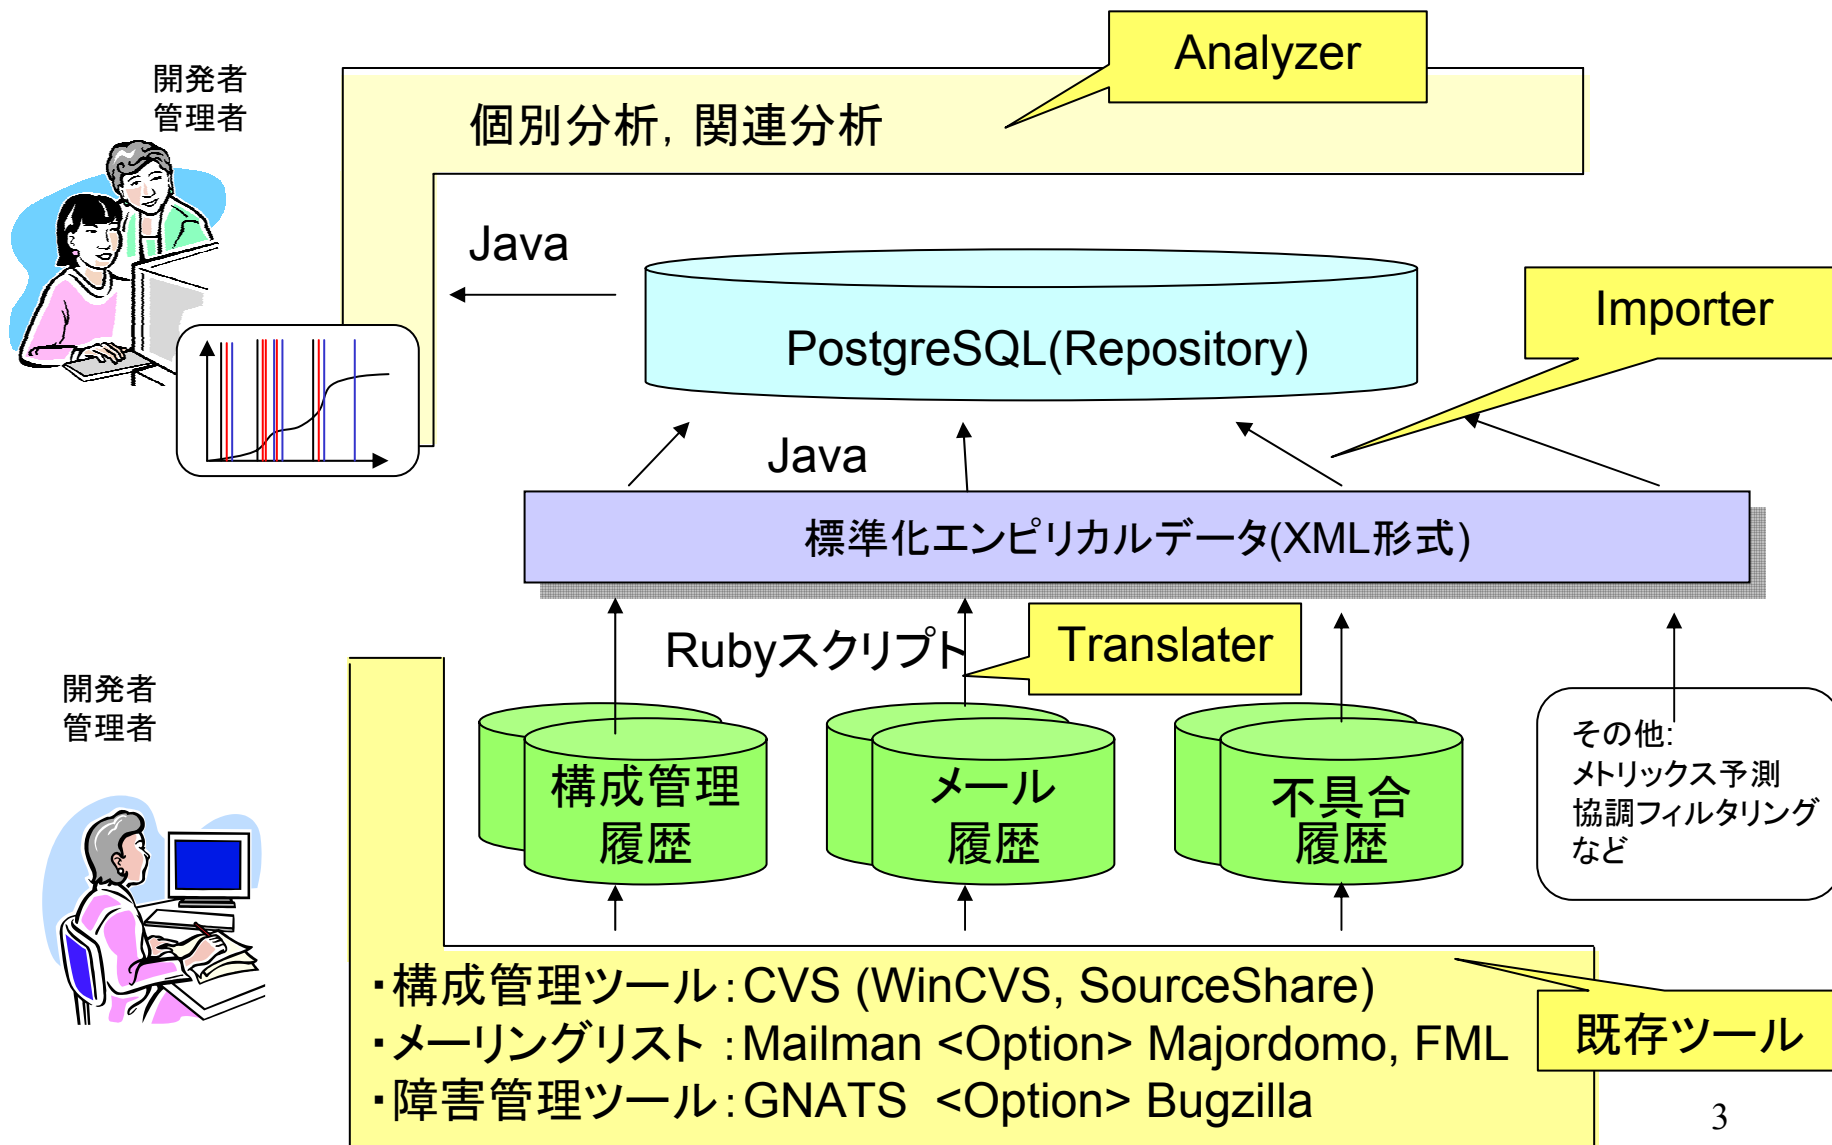 Analyzer
開発者
管理者
個別分析, 関連分析
Java
Importer
PostgreSQL(Repository)
Java
標準化エンピリカルデータ(XML形式)
Rubyスクリプト
Translater
開発者
管理者
構成管理
履歴
メール
履歴
不具合
履歴
その他:
メトリックス予測
協調フィルタリング
など
・構成管理ツール:CVS (WinCVS, SourceShare)
・メーリングリスト :Mailman <Option> Majordomo, FML
・障害管理ツール:GNATS <Option> Bugzilla
既存ツール
3